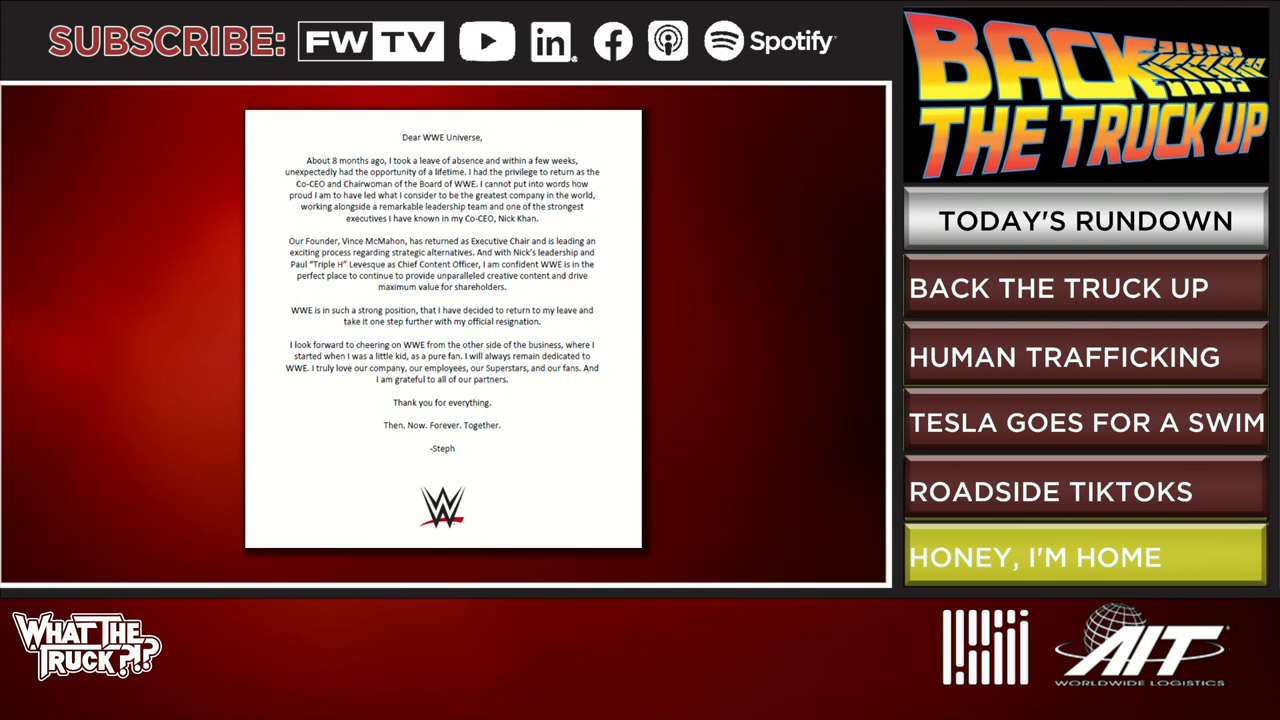 SUBSCRIBE:
FW TV
in
Spotify
BACK
THE TRUCK UP
Dear WWE Universe,
About 8 months ago, I took a leave of absence and within a few weeks,
unexpectedly had the opportunity of a lifetime. I had the privilege to return as the
Co-CEO and Chairwoman of the Board of WWE. I cannot put into words how
proud I am to have led what I consider to be the greatest company in the world,
working alongside a remarkable leadership team and one of the strongest
executives I have known in my Co-CEO, Nick Khan.
Our Founder, Vince McMahon, has returned as Executive Chair and is leading an
exciting process regarding strategic alternatives. And with Nick's leadership and
Paul “Triple H” Levesque as Chief Content Officer, I am confident WWE is in the
perfect place to continue to provide unparalleled creative content and drive
maximum value for shareholders.
WWE is in such a strong position, that I have decided to return to my leave and
take it one step further with my official resignation.
I look forward to cheering on WWE from the other side of the business, where I
started when I was a little kid, as a pure fan. I will always remain dedicated to
WWE. I truly love our company, our employees, our Superstars, and our fans. And
I am grateful to all of our partners.
Thank you for everything.
Then. Now. Forever. Together.
-Steph
W
TODAY'S RUNDOWN
BACK THE TRUCK UP
HUMAN TRAFFICKING
TESLA GOES FOR A SWIM
ROADSIDE TIKTOKS
HONEY, I'M HOME
WHAT THE
TRUCK?!?
AIT
WORLDWIDE LOGISTICS